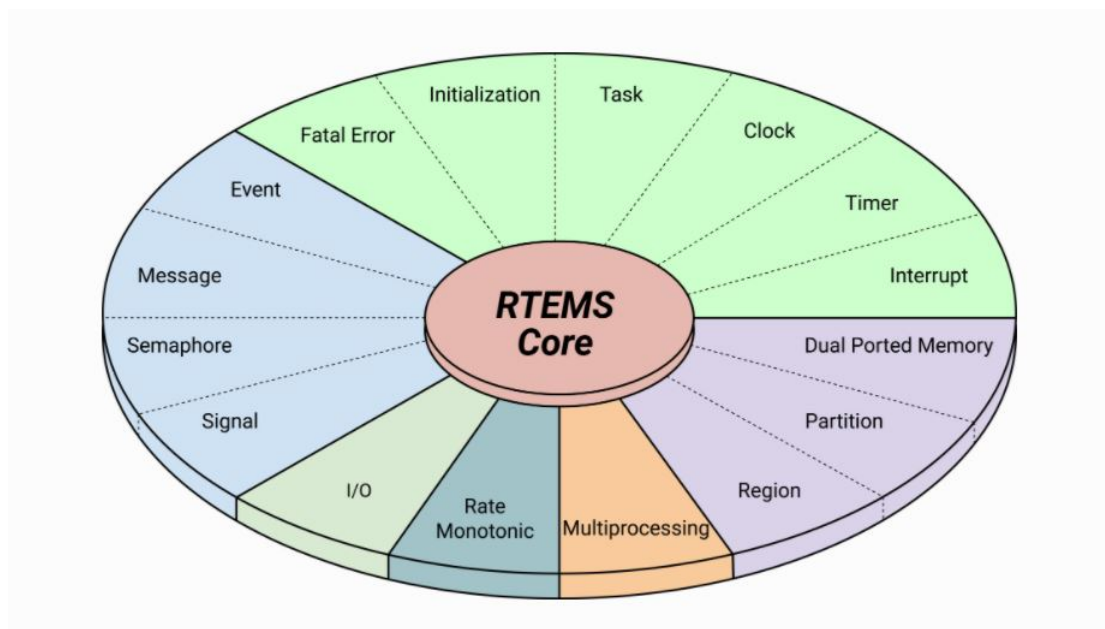 Initialization
Task
Fatal Error
Clock
Event
Timer
Message
Interrupt
RTEMS
Core
Semaphore
Dual Ported Memory
Signal
Partition
I/O
Region
Rate
Monotonic
Multiprocessing